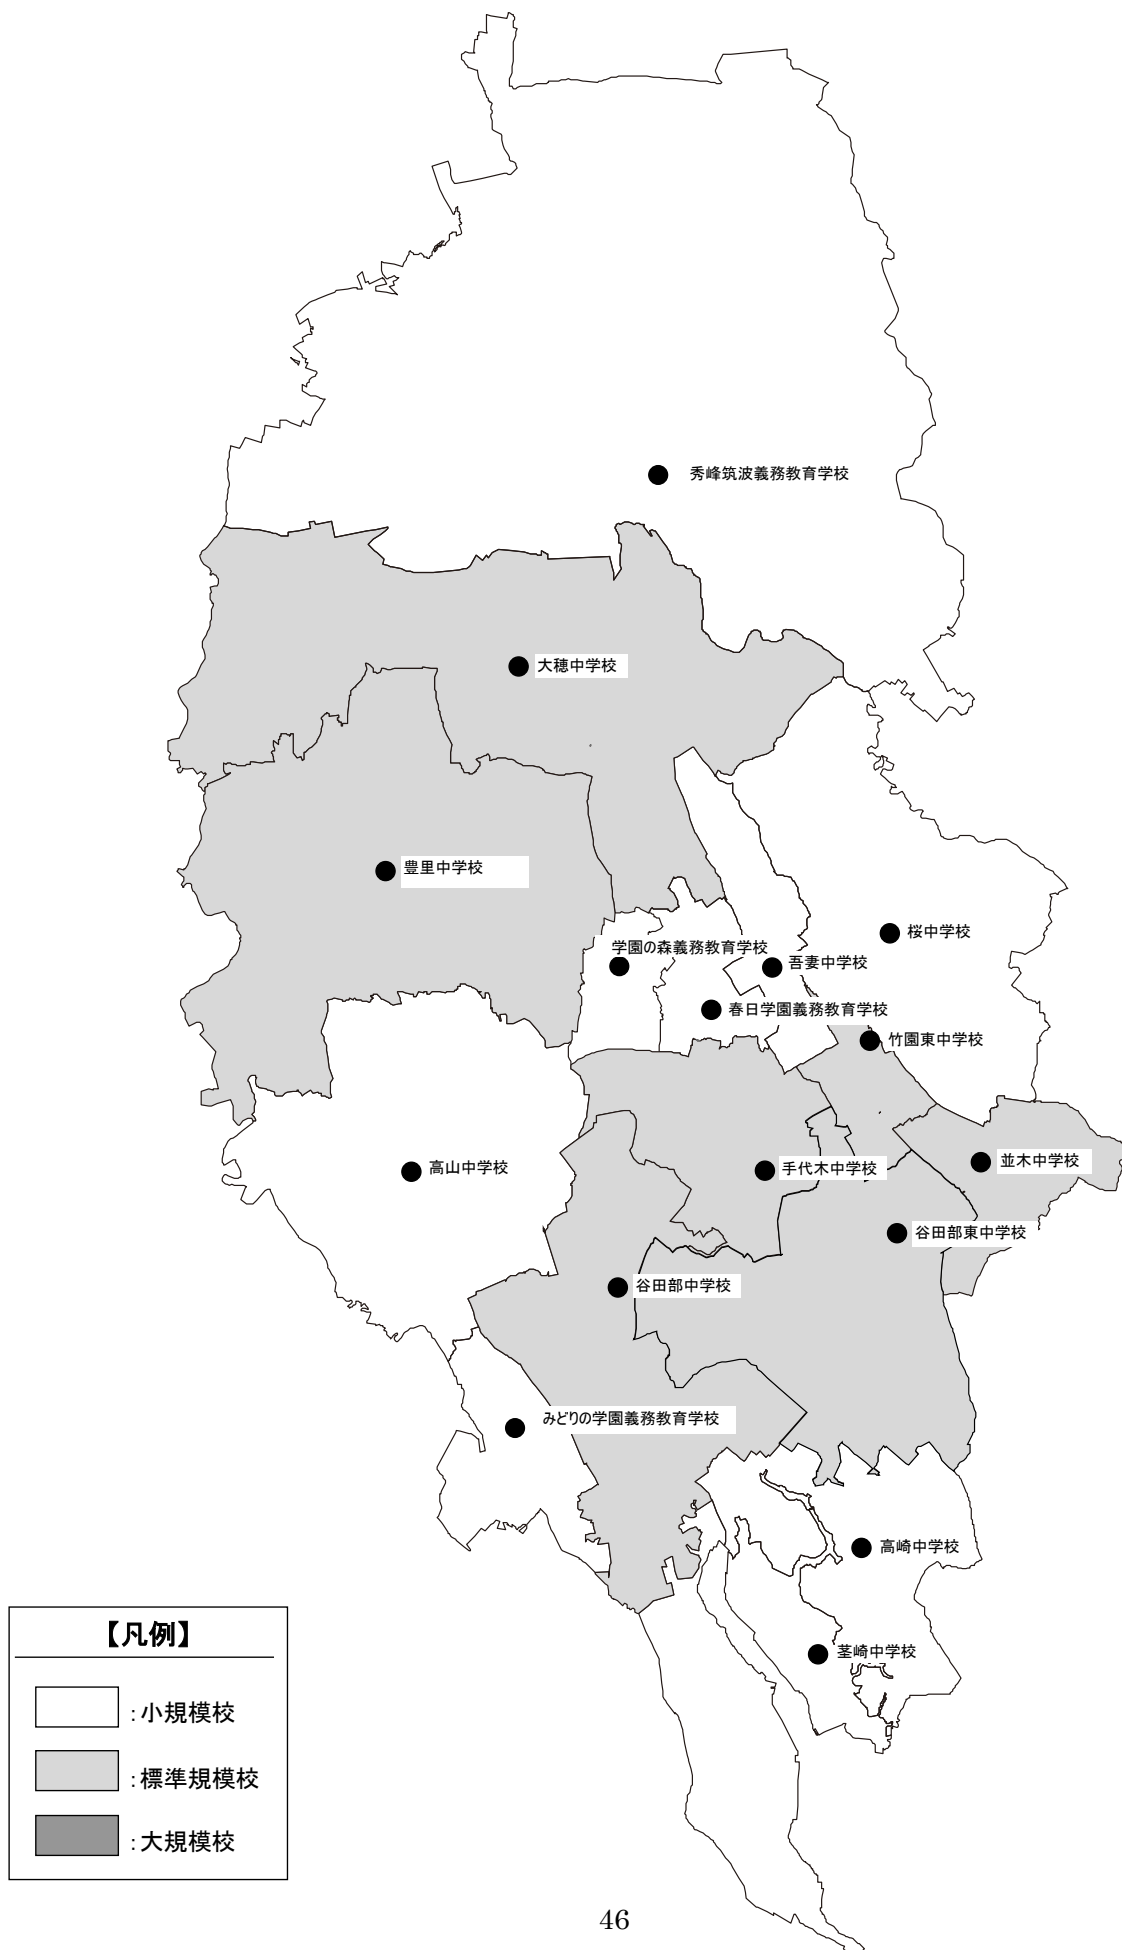 秀峰筑波義務教育学校
大穂中学校
豊里中学校
桜中学校
学園の森義務教育学校
吾妻中学校
春日学園義務教育学校
竹園東中学校
高山中学校
手代木中学校
並木中学校
谷田部東中学校
谷田部中学校
みどりの学園義務教育学校
高崎中学校
茎崎中学校
【凡例】
:小規模校
:標準規模校
:大規模校
46